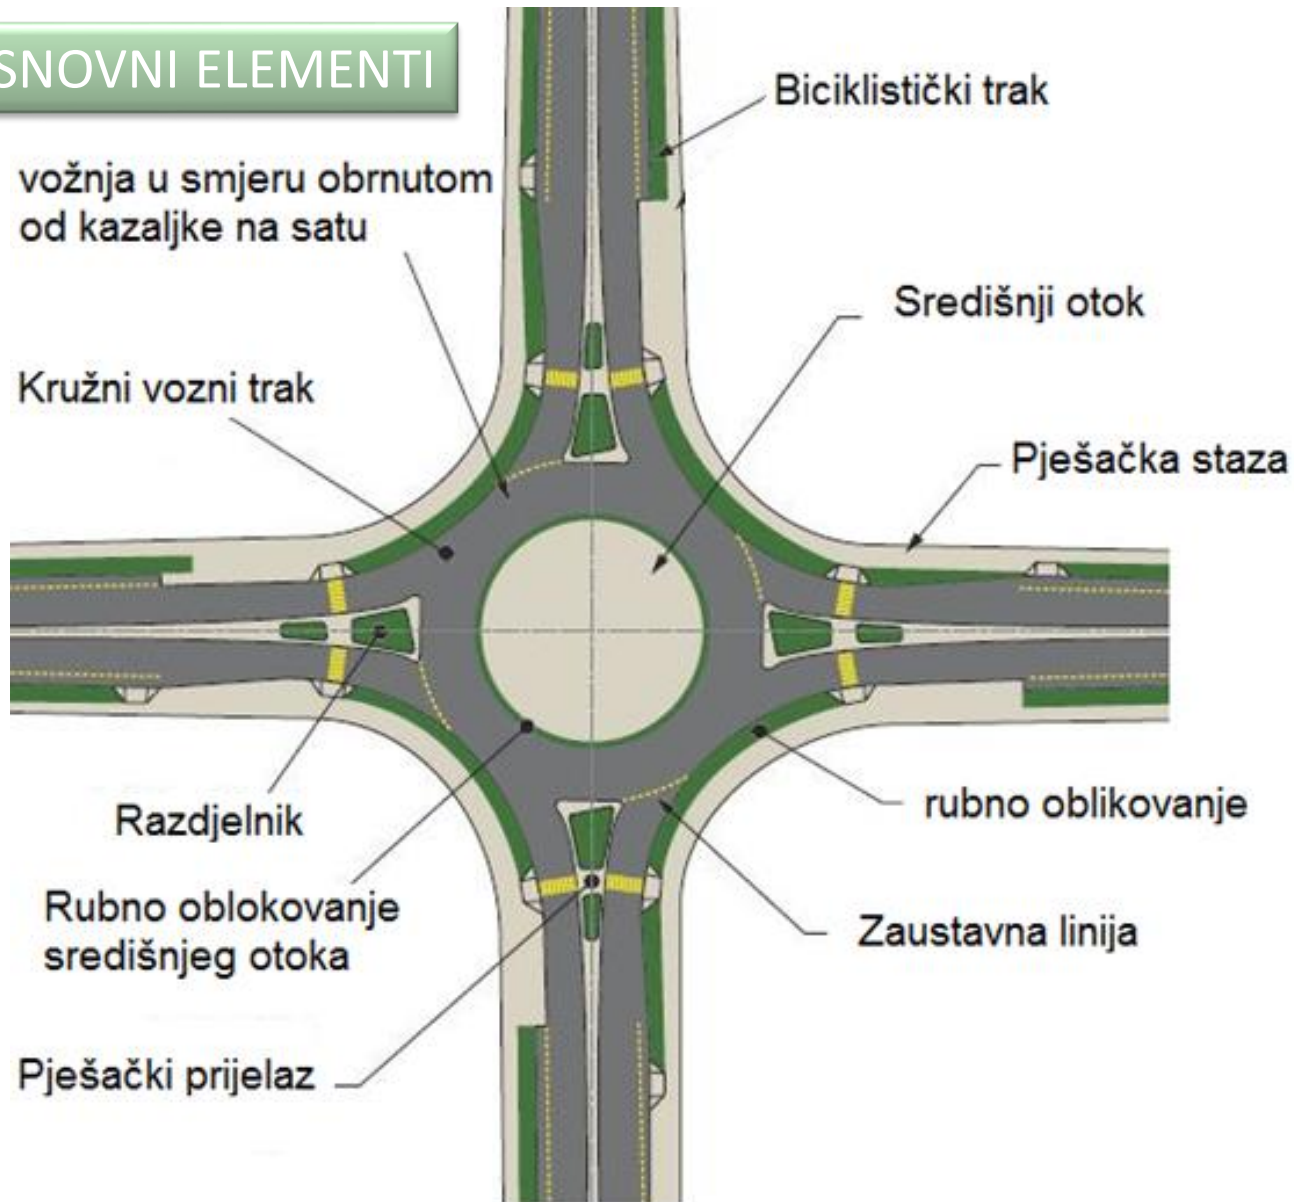 SNOVNI ELEMENTI
Biciklistički trak
vožnja u smjeru obrnutom
od kazaljke na satu
Središnji otok
Kružni vozni trak
Pješačka staza
Razdjelnik
rubno oblikovanje
Rubno oblokovanje
središnjeg otoka
Zaustavna linija
Pješački prijelaz